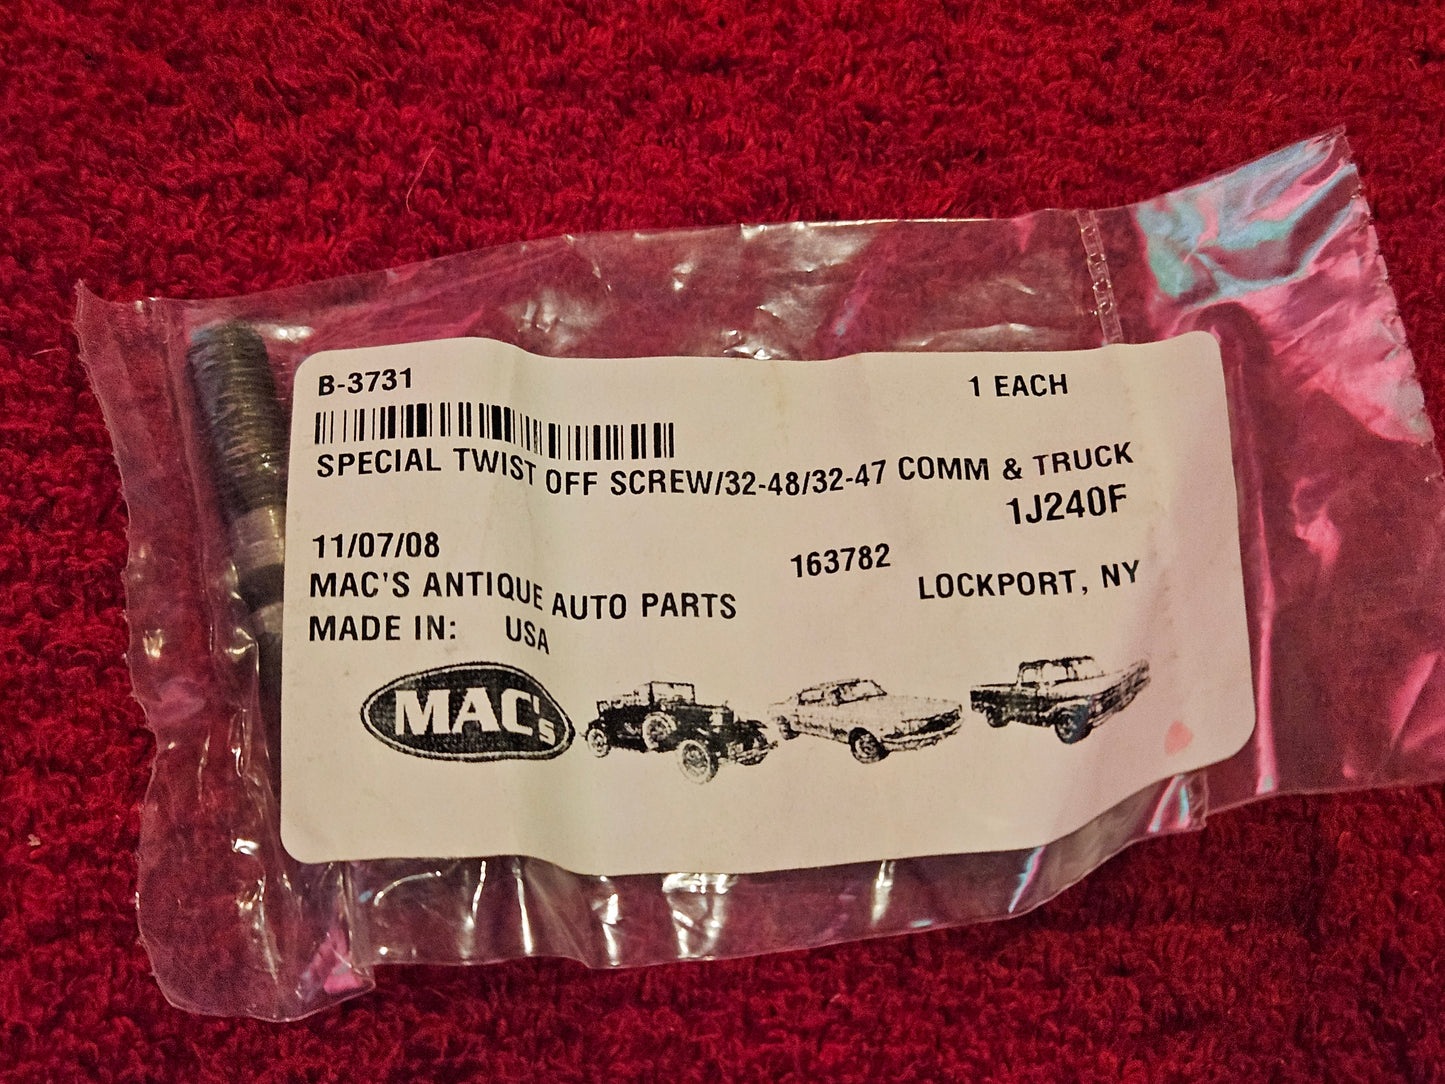 B-3731 1 EACH
SPECIAL TWIST OFF SCREW/32-48/32-47 COMM & TRUCK
1J240F
11/07/08 163782
MAC'S ANTIQUE AUTO PARTS LOCKPORT, NY
MADE IN: USA
MAC's